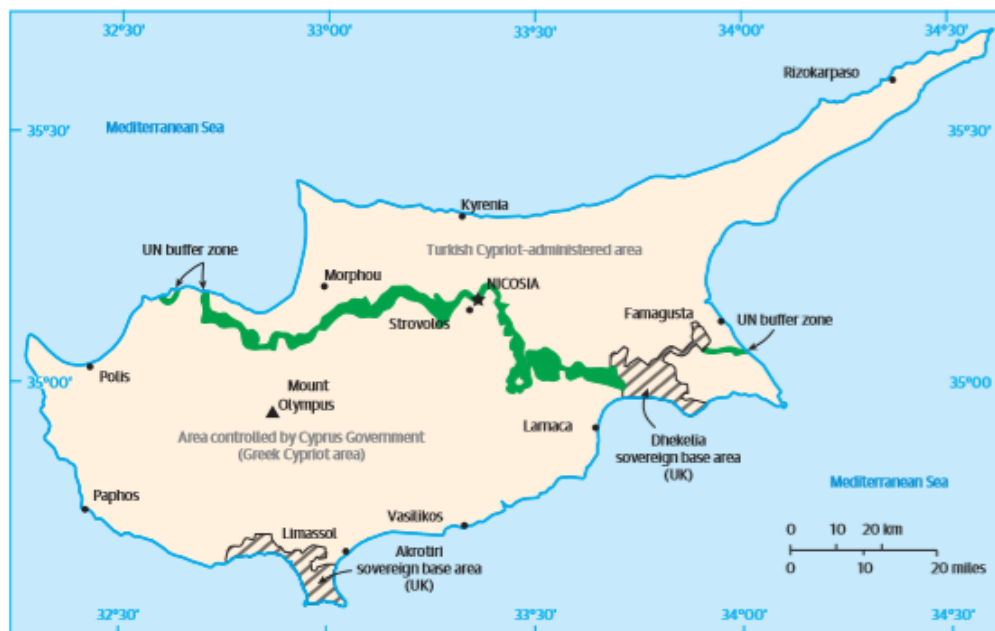 32°30'
33°00'
33°30'
34°00'
34°30'
Rizokarpaso
35°30'
Mediterranean Sea
35°30'
Kyrenia
UN buffer zone
Turkish Cypriot-administered area
Morphou
NICOSIA
Strovolos
Famagusta
UN buffer zone
Polis
35°00'
35°00'
Mount
Olympus
Larnaca
Area controlled by Cyprus Government
(Greek Cypriot area)
Dhekelia
sovereign base area
(UK)
Mediterranean Sea
Paphos
Vasilikos
Limassol
Akrotiri
sovereign base area
(UK)
0 10 20 km
0 10 20 miles
32°30'
33°00'
33°30'
34°00'
34°30'